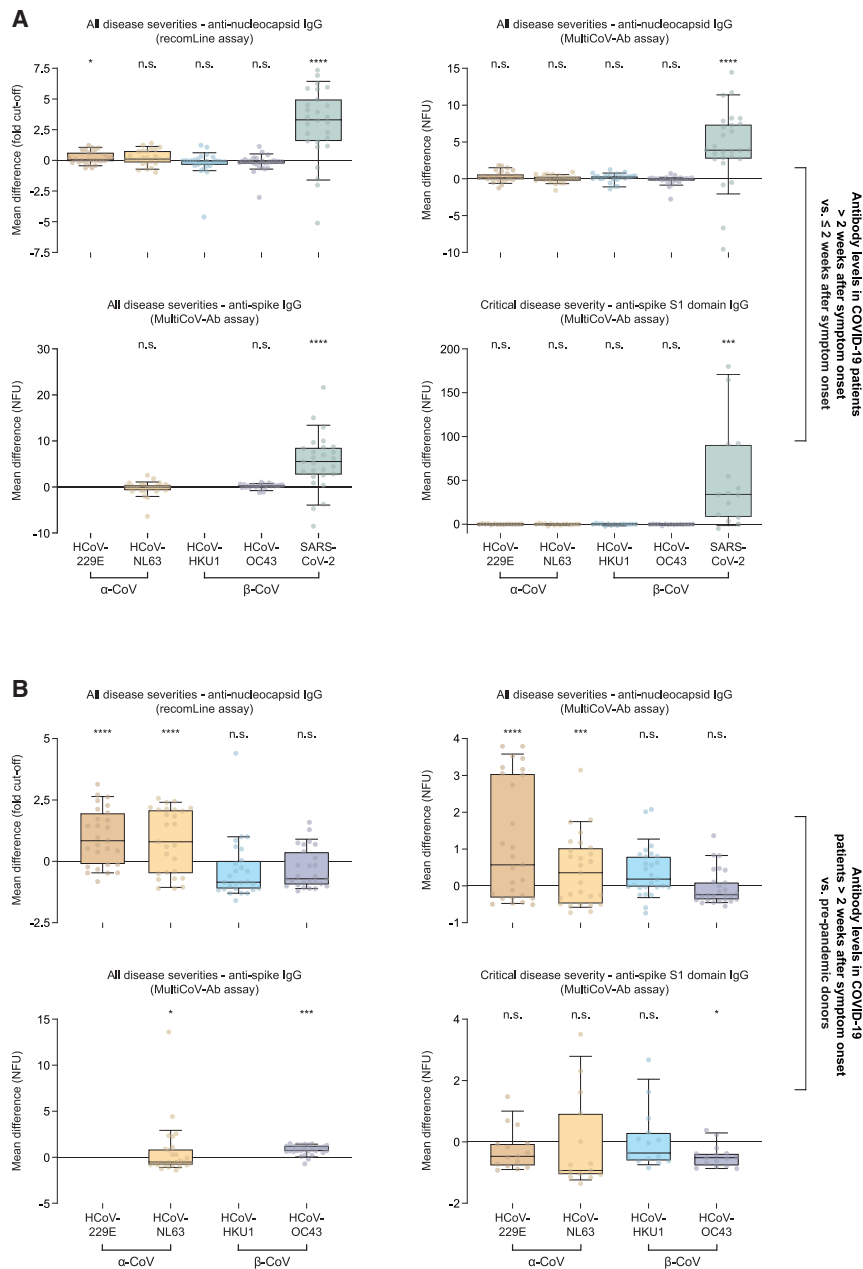 A
All disease severities - anti-nucleocapsid IgG
(recomLine assay)
* n.s. n.s. n.s. ****
Mean difference (fold cut-off)
7.5
5.0
2.5
0
-2.5
-5.0
-7.5
All disease severities - anti-nucleocapsid IgG
(MultiCoV-Ab assay)
n.s. n.s. n.s. n.s. ****
Mean difference (NFU)
15
10
5
0
-5
10
All disease severities - anti-spike IgG
(MultiCoV-Ab assay)
n.s. n.s. ****
Mean difference (NFU)
30
20
10
0
-10
HCoV- HCoV- HCoV- HCoV- SARS-
229E NL63 HKU1 OC43 CoV-2
α-CoV β-CoV
Critical disease severity - anti-spike S1 domain IgG
(MultiCoV-Ab assay)
n.s. n.s. n.s. n.s. ***
Mean difference (NFU)
200
150
100
50
0
HCoV- HCoV- HCoV- HCoV- SARS-
229E NL63 HKU1 OC43 CoV-2
α-CoV β-CoV
Antibody levels in COVID-19 patients
> 2 weeks after symptom onset
vs. ≤ 2 weeks after symptom onset
B
All disease severities - anti-nucleocapsid IgG
(recomLine assay)
**** **** n.s. n.s.
Mean difference (fold cut-off)
5
2.5
0
-2.5
All disease severities - anti-nucleocapsid IgG
(MultiCoV-Ab assay)
**** *** n.s. n.s.
Mean difference (NFU)
4
3
2
1
0
-1
All disease severities - anti-spike IgG
(MultiCoV-Ab assay)
* ***
Mean difference (NFU)
15
10
5
0
-5
HCoV- HCoV- HCoV- HCoV-
229E NL63 HKU1 OC43
α-CoV β-CoV
Critical disease severity - anti-spike S1 domain IgG
(MultiCoV-Ab assay)
n.s. n.s. n.s. *
Mean difference (NFU)
4
2
0
-2
HCoV- HCoV- HCoV- HCoV-
229E NL63 HKU1 OC43
α-CoV β-CoV
Antibody levels in COVID-19
patients > 2 weeks after symptom onset
vs. pre-pandemic donors